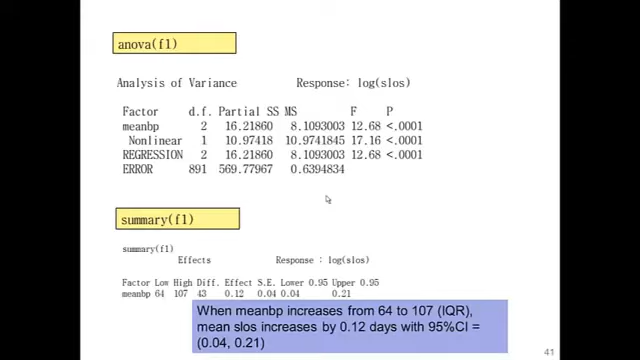 anova(f1)
Analysis of Variance Response: log(slos)
Factor d.f. Partial SS MS F P
meanbp 2 16.21860 8.1093003 12.68 <.0001
Nonlinear 1 10.97418 10.9741845 17.16 <.0001
REGRESSION 2 16.21860 8.1093003 12.68 <.0001
ERROR 891 569.77967 0.6394834
summary(f1)
summary(f1)
Effects Response : log(slos)
Factor Low High Diff. Effect S.E. Lower 0.95 Upper 0.95
meanbp 64 107 43 0.12 0.04 0.04 0.21
When meanbp increases from 64 to 107 (IQR),
mean slos increases by 0.12 days with 95%CI =
(0.04, 0.21)
41